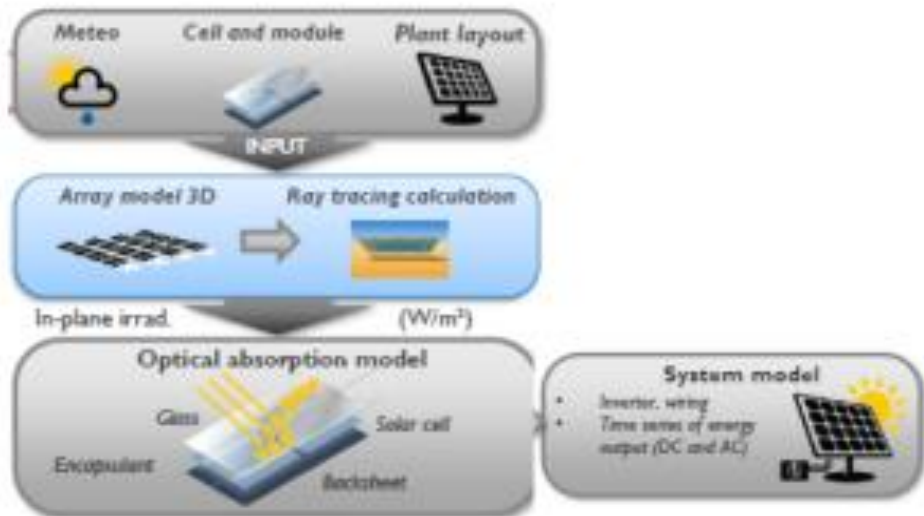 Meteo Cell and module Plant layout
INPUT
Array model 3D Ray tracing calculation
In-plane irrad. (W/m²)
Optical absorption model
Glass
Solar cell
Encapsulant
Backsheet
System model
• Inverter, wiring
• Time series of energy
output (DC and AC)